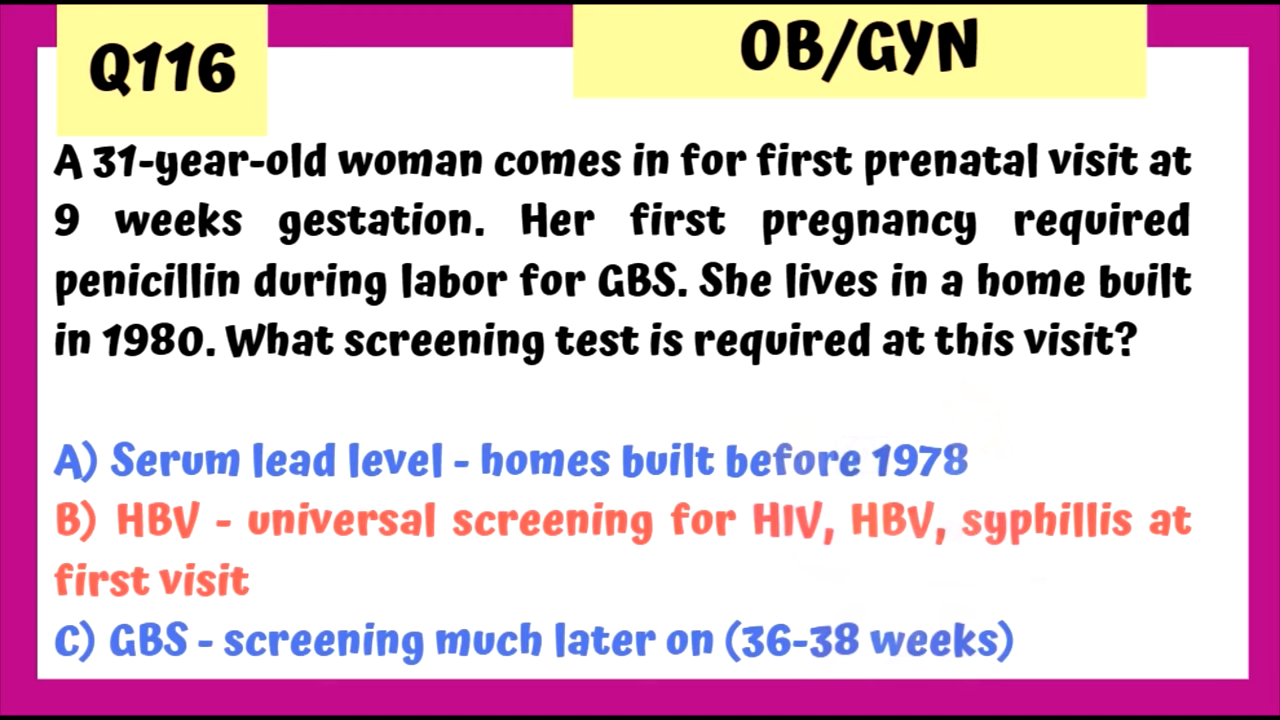 Q116
OB/GYN
A 31-year-old woman comes in for first prenatal visit at
9 weeks gestation. Her first pregnancy required
penicillin during labor for GBS. She lives in a home built
in 1980. What screening test is required at this visit?
A) Serum lead level - homes built before 1978
B) HBV - universal screening for HIV, HBV, syphillis at
first visit
C) GBS - screening much later on (36-38 weeks)